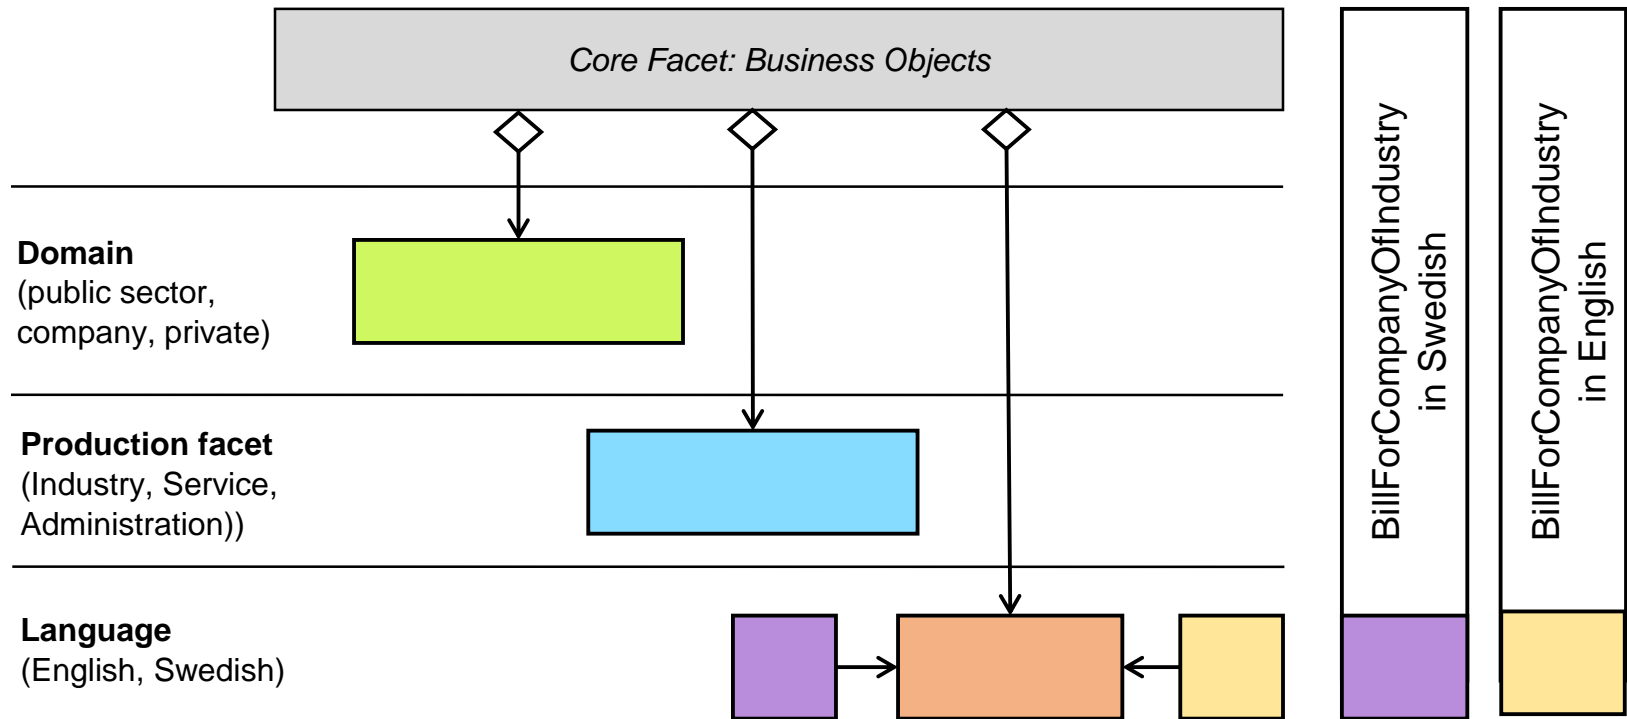 Core Facet: Business Objects
Domain
(public sector,
company, private)
Production facet
(Industry, Service,
Administration))
Language
(English, Swedish)
BillForCompanyOfIndustry
in Swedish
BillForCompanyOfIndustry
in English